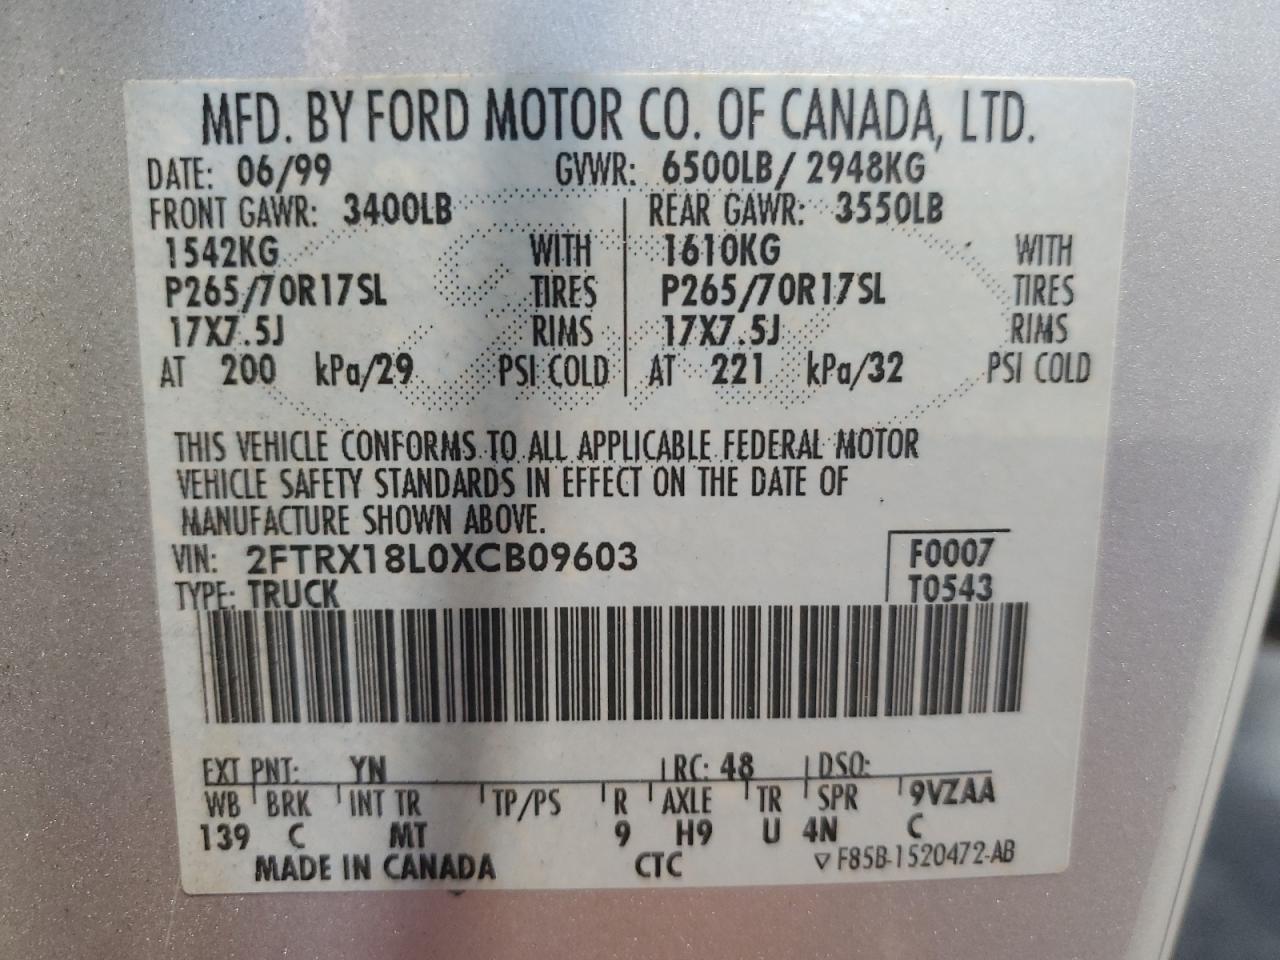 MFD. BY FORD MOTOR CO. OF CANADA, LTD.
DATE: 06/99 GVWR: 6500LB/ 2948KG
FRONT GAWR: 3400LB REAR GAWR: 3550LB
1542KG WITH 1610KG WITH
P265/70R17SL TIRES P265/70R17SL TIRES
17X7.5J RIMS 17X7.5J RIMS
AT 200 kPa/29 PSI COLD AT 221 kPa/32 PSI COLD
THIS VEHICLE CONFORMS TO ALL APPLICABLE FEDERAL MOTOR
VEHICLE SAFETY STANDARDS IN EFFECT ON THE DATE OF
MANUFACTURE SHOWN ABOVE.
VIN: 2FTRX18L0XCB09603 F0007
TYPE: TRUCK T0543
EXT PNT: YN RC: 48 DSO:
WB BRK INT TR TP/PS R AXLE TR SPR 9VZAA
139 C MT 9 H9 U 4N C
MADE IN CANADA CTC ▽ F85B-1520472-AB